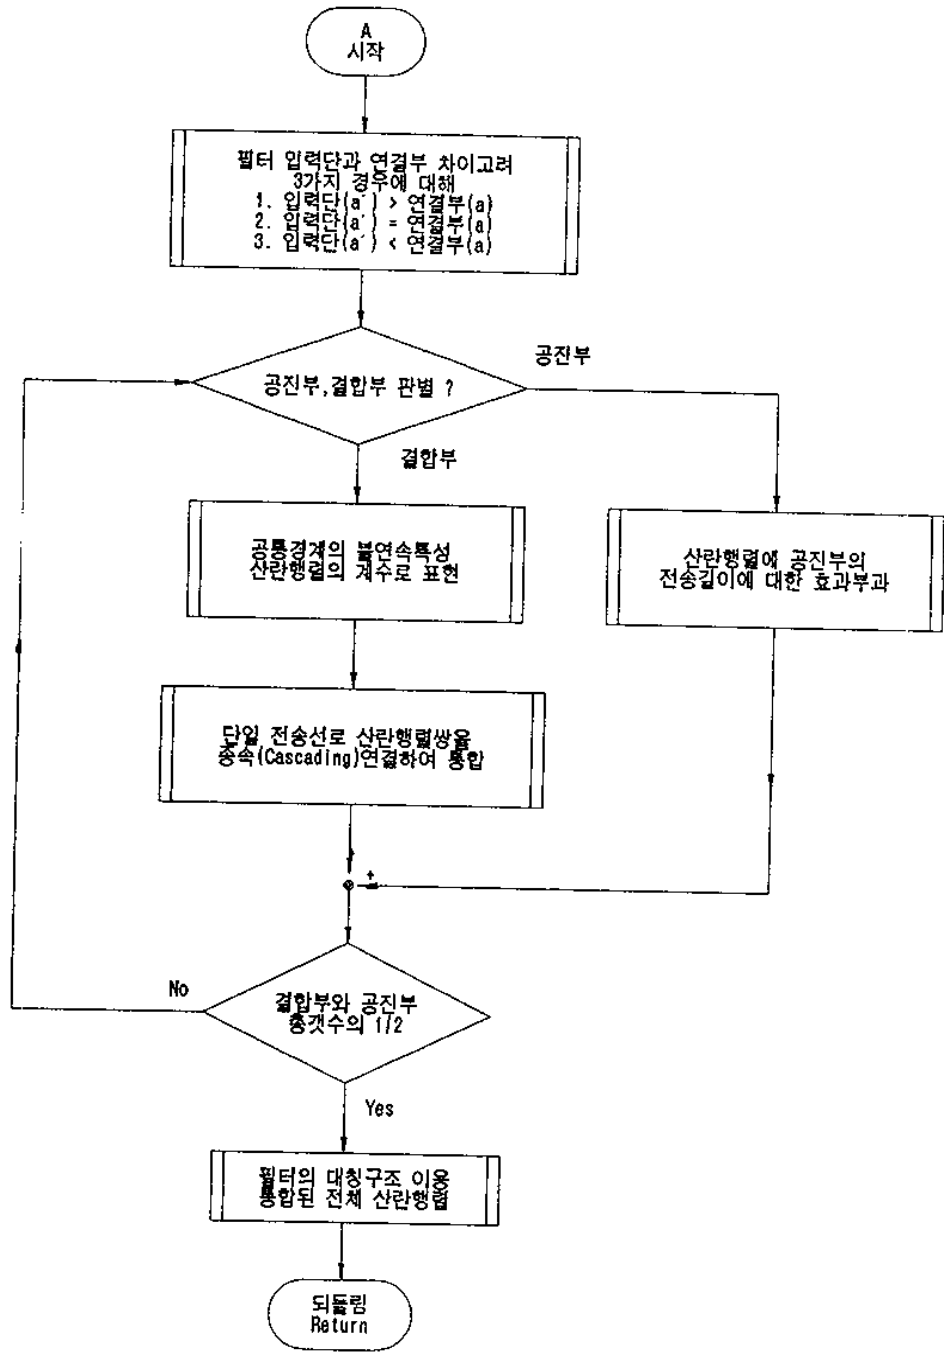 A
시작
필터 입력단과 연결부 차이고려
3가지 경우에 대해
1. 입력단(a´) > 연결부(a)
2. 입력단(a´) = 연결부(a)
3. 입력단(a´) < 연결부(a)
공진부
공진부,결합부 판별 ?
결합부
공통경계의 불연속특성
산란행렬의 계수로 표현
산란행렬에 공진부의
전송길이에 대한 효과부과
단일 전송선로 산란행렬쌍을
종속(Cascading)연결하여 통합
+
No
결합부와 공진부
총갯수의 1/2
Yes
필터의 대칭구조 이용
통합된 전체 산란행렬
되돌림
Return